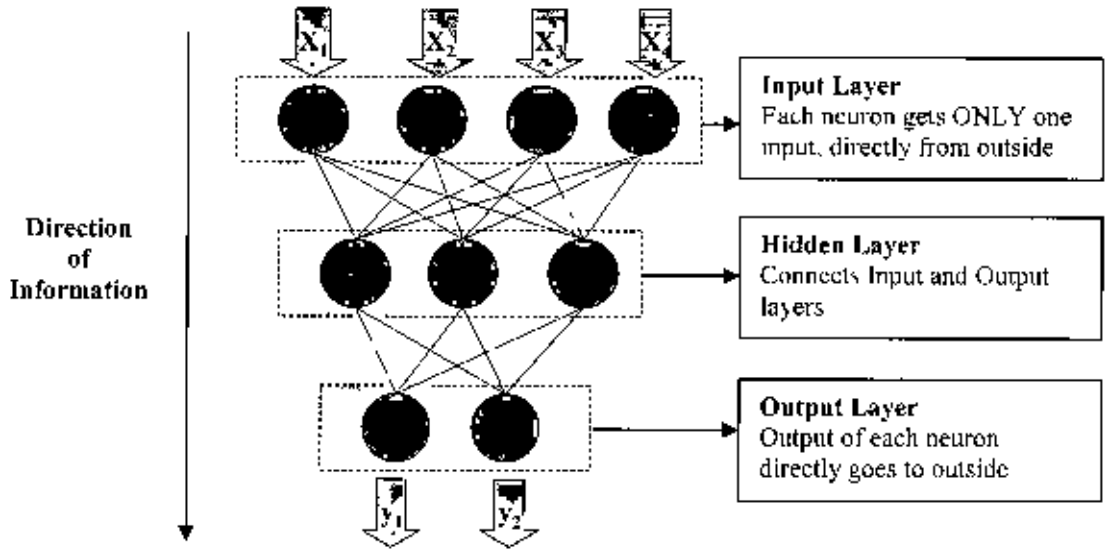 X1 X2 X3 X4
Input Layer
Each neuron gets ONLY one
input, directly from outside
Direction
of
Information
Hidden Layer
Connects Input and Output
layers
Output Layer
Output of each neuron
directly goes to outside
y1 y2